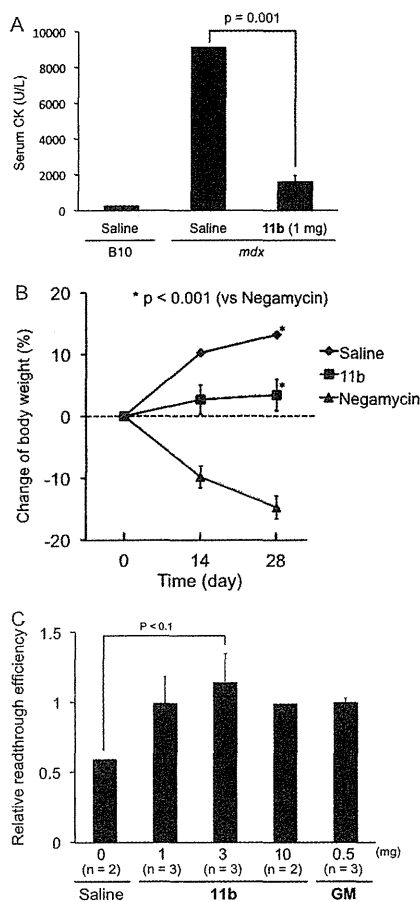 A
p = 0.001
10000
8000
6000
4000
2000
0
Serum CK (U/L)
Saline Saline 11b (1 mg)
B10 mdx
B
20
10
0
-10
-20
Change of body weight (%)
* p < 0.001 (vs Negamycin)
*
*
Saline
11b
Negamycin
0 14 28
Time (day)
C
P < 0.1
1.5
1
0.5
0
Relative readthrough efficiency
0 1 3 10 0.5 (mg)
(n = 2) (n = 3) (n = 3) (n = 2) (n = 3)
Saline 11b GM